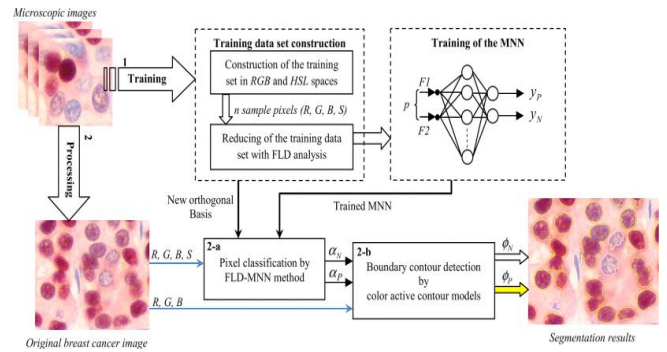 Microscopic images
1
Training
2
Processing
Training data set construction
Construction of the training
set in RGB and HSL spaces
n sample pixels (R, G, B, S)
Reducing of the training data
set with FLD analysis
Training of the MNN
p
F1
F2
y_P
y_N
New orthogonal
Basis
Trained MNN
R, G, B, S
2-a
Pixel classification by
FLD-MNN method
α_N
α_P
R, G, B
2-b
Boundary contour detection
by
color active contour models
ϕ_N
ϕ_P
Original breast cancer image
Segmentation results